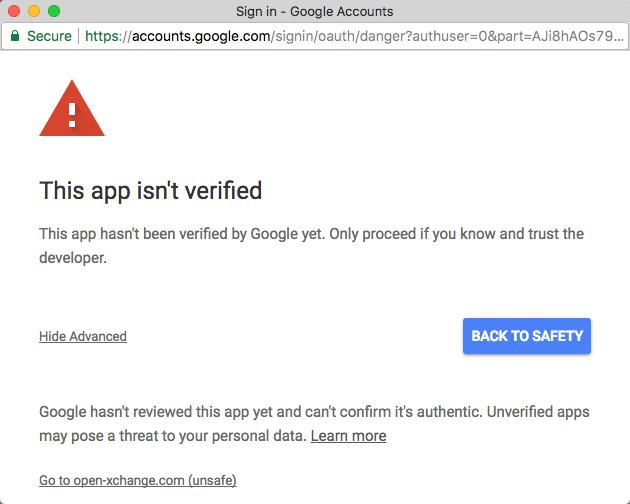 Sign in - Google Accounts
Secure | https://accounts.google.com/signin/oauth/danger?authuser=0&part=AJi8hAOs79...
!
This app isn't verified
This app hasn't been verified by Google yet. Only proceed if you know and trust the
developer.
Hide Advanced
BACK TO SAFETY
Google hasn't reviewed this app yet and can't confirm it's authentic. Unverified apps
may pose a threat to your personal data. Learn more
Go to open-xchange.com (unsafe)